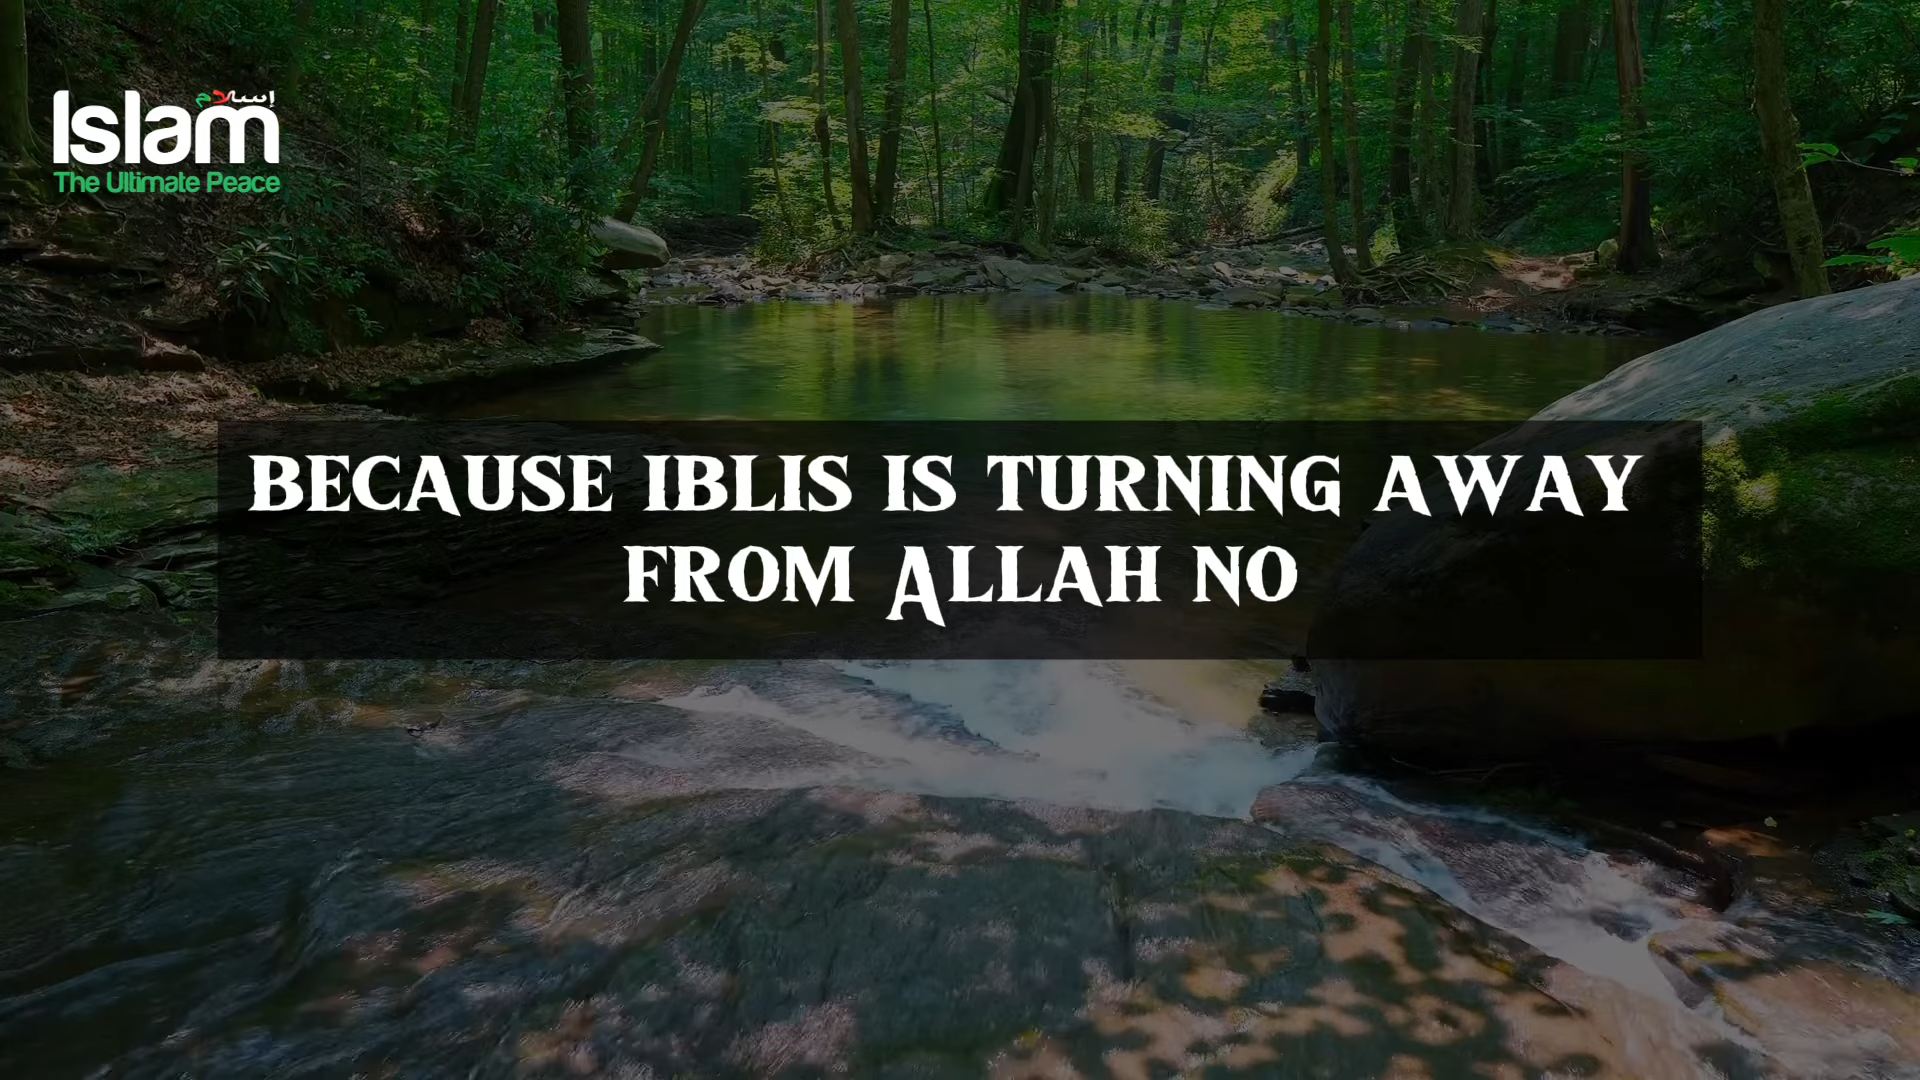 إسلام
Islam
The Ultimate Peace
because iblis is turning away
from Allah no